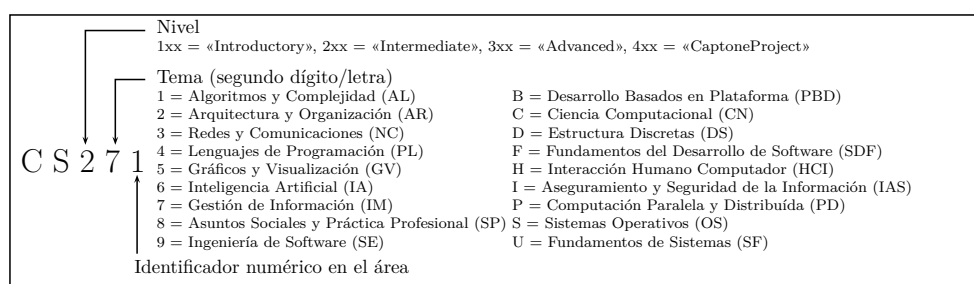 Nivel
1xx = «Introductory», 2xx = «Intermediate», 3xx = «Advanced», 4xx = «CaptoneProject»
Tema (segundo dígito/letra)
1 = Algoritmos y Complejidad (AL)
2 = Arquitectura y Organización (AR)
3 = Redes y Comunicaciones (NC)
4 = Lenguajes de Programación (PL)
5 = Gráficos y Visualización (GV)
6 = Inteligencia Artificial (IA)
7 = Gestión de Información (IM)
8 = Asuntos Sociales y Práctica Profesional (SP)
9 = Ingeniería de Software (SE)
B = Desarrollo Basados en Plataforma (PBD)
C = Ciencia Computacional (CN)
D = Estructura Discretas (DS)
F = Fundamentos del Desarrollo de Software (SDF)
H = Interacción Humano Computador (HCI)
I = Aseguramiento y Seguridad de la Información (IAS)
P = Computación Paralela y Distribuída (PD)
S = Sistemas Operativos (OS)
U = Fundamentos de Sistemas (SF)
C S 2 7 1
Identificador numérico en el área